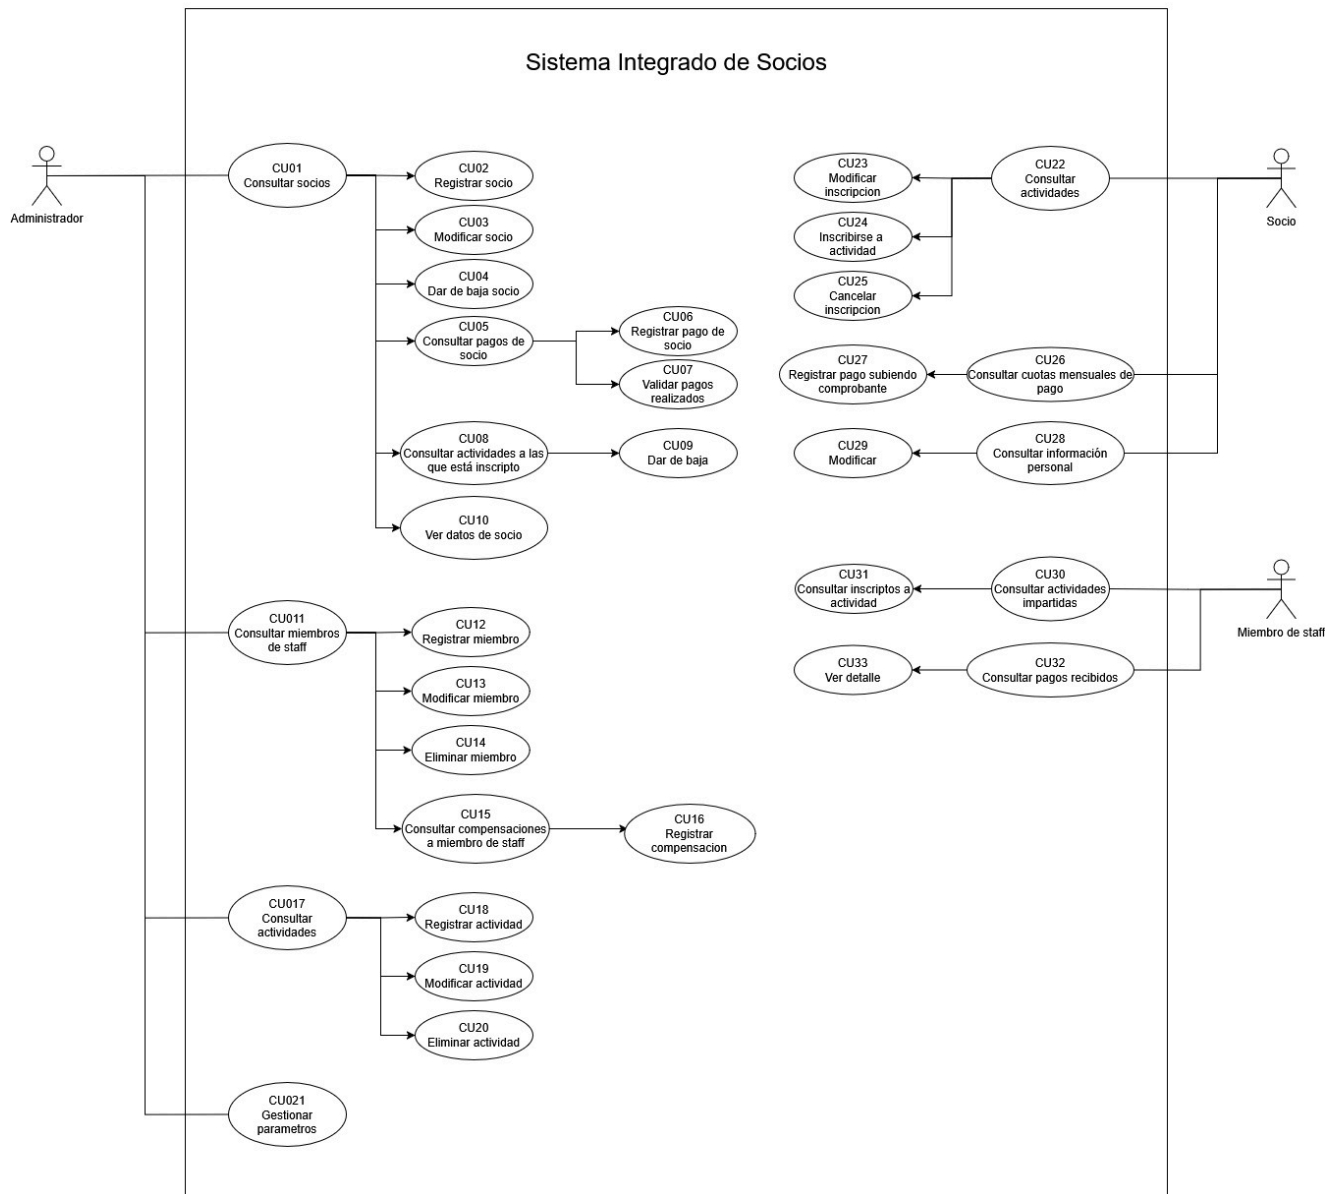 Sistema Integrado de Socios
Administrador
CU01
Consultar socios
CU02
Registrar socio
CU03
Modificar socio
CU04
Dar de baja socio
CU05
Consultar pagos de
socio
CU06
Registrar pago de
socio
CU07
Validar pagos
realizados
CU08
Consultar actividades a las
que está inscripto
CU09
Dar de baja
CU10
Ver datos de socio
CU011
Consultar miembros
de staff
CU12
Registrar miembro
CU13
Modificar miembro
CU14
Eliminar miembro
CU15
Consultar compensaciones
a miembro de staff
CU16
Registrar
compensacion
CU017
Consultar
actividades
CU18
Registrar actividad
CU19
Modificar actividad
CU20
Eliminar actividad
CU021
Gestionar
parametros
Socio
CU22
Consultar
actividades
CU23
Modificar
inscripcion
CU24
Inscribirse a
actividad
CU25
Cancelar
inscripcion
CU26
Consultar cuotas mensuales de
pago
CU27
Registrar pago subiendo
comprobante
CU28
Consultar información
personal
CU29
Modificar
Miembro de staff
CU30
Consultar actividades
impartidas
CU31
Consultar inscriptos a
actividad
CU32
Consultar pagos recibidos
CU33
Ver detalle